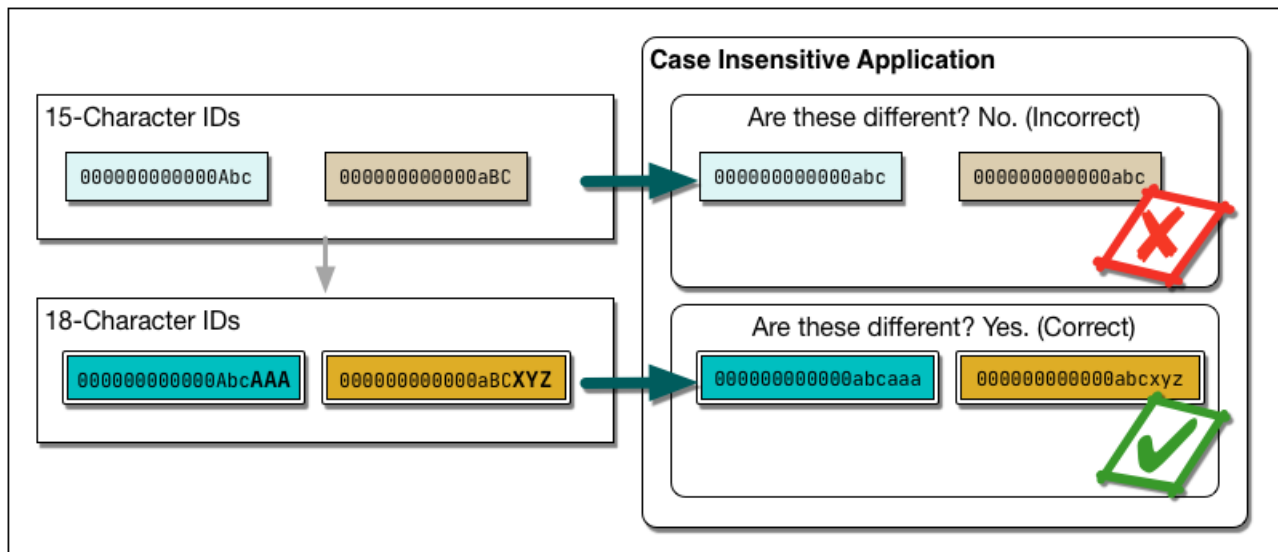 Case Insensitive Application
15-Character IDs
000000000000Abc
000000000000aBC
Are these different? No. (Incorrect)
000000000000abc
000000000000abc
18-Character IDs
000000000000AbcAAA
000000000000aBCXYZ
Are these different? Yes. (Correct)
000000000000abcaaa
000000000000abcxyz